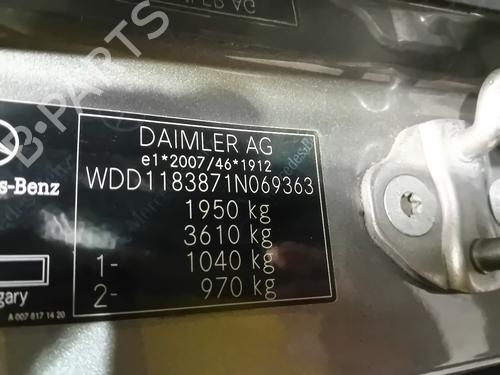 DAIMLER AG
e1*2007/46*1912
WDD1183871N069363
1950 kg
3610 kg
1- 1040 kg
2- 970 kg
s-Benz
gary
A 007 817 14 20
B-PARTS